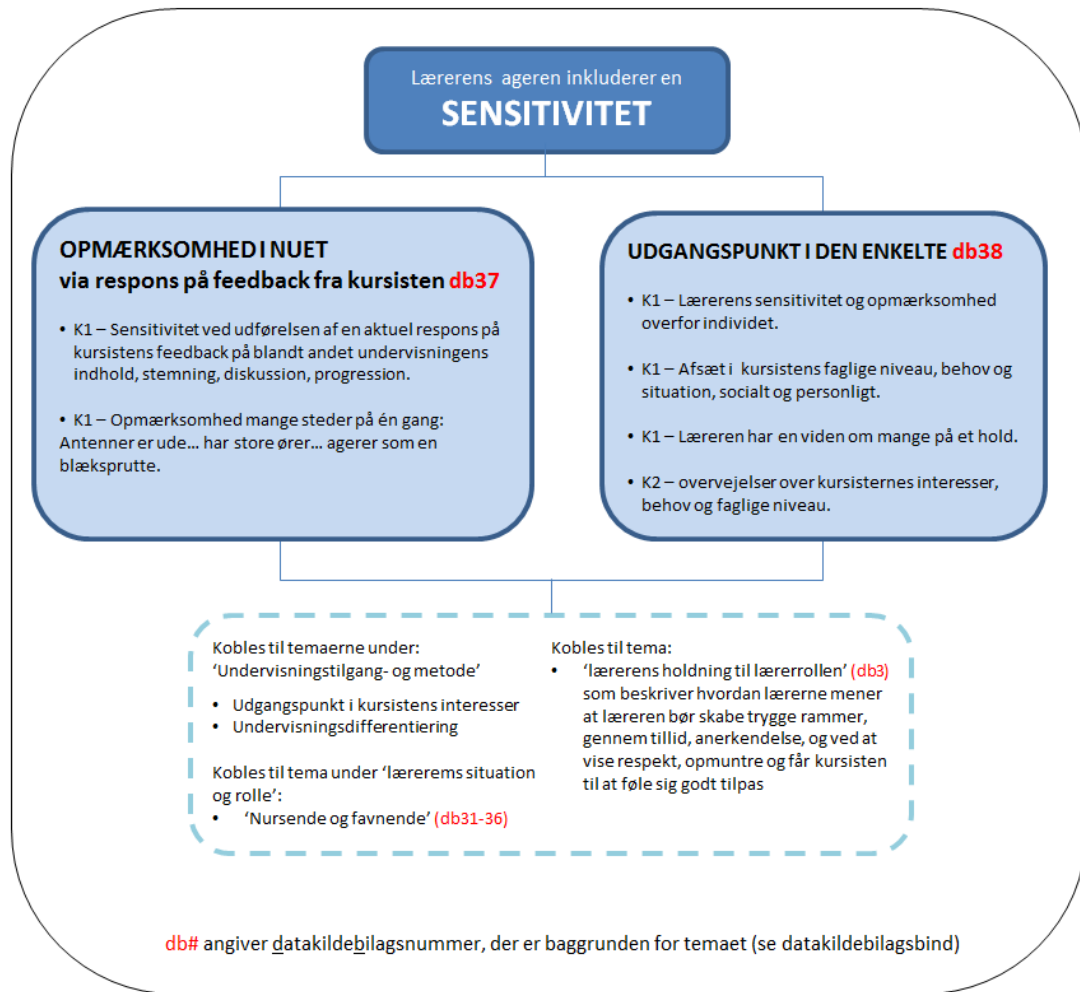 Lærerens ageren inkluderer en
SENSITIVITET
OPMÆRKSOMHED I NUET
via respons på feedback fra kursisten db37
• K1 – Sensitivitet ved udførelsen af en aktuel respons på
kursistens feedback på blandt andet undervisningens
indhold, stemning, diskussion, progression.
• K1 – Opmærksomhed mange steder på én gang:
Antenner er ude... har store ører... agerer som en
blæksprutte.
UDGANGSPUNKT I DEN ENKELTE db38
• K1 – Lærerens sensitivitet og opmærksomhed
overfor individet.
• K1 – Afsæt i kursistens faglige niveau, behov og
situation, socialt og personligt.
• K1 – Læreren har en viden om mange på et hold.
• K2 – overvejelser over kursisternes interesser,
behov og faglige niveau.
Kobles til temaerne under:
‘Undervisningstilgang- og metode’
• Udgangspunkt i kursistens interesser
• Undervisningsdifferentiering
Kobles til tema under ‘lærerems situation
og rolle’:
• ‘Nursende og favnende’ (db31-36)
Kobles til tema:
• ‘lærerens holdning til lærerrollen’ (db3)
som beskriver hvordan lærerne mener
at læreren bør skabe trygge rammer,
gennem tillid, anerkendelse, og ved at
vise respekt, opmuntre og får kursisten
til at føle sig godt tilpas
db# angiver datakildebilagsnummer, der er baggrunden for temaet (se datakildebilagsbind)